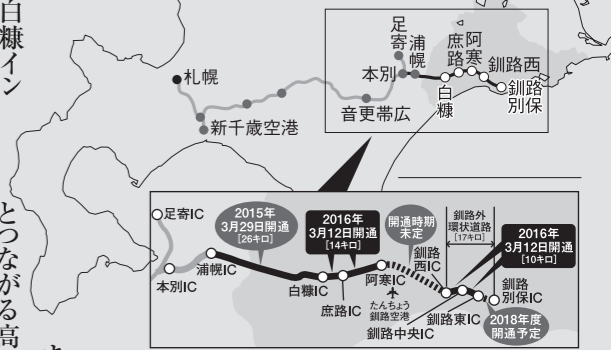 白糠イン
とつながる高
札幌
新千歳空港
音更帯広
足寄
浦幌
本別
白糠
庶路
阿寒
釧路西
釧路別保
足寄IC
本別IC
浦幌IC
2015年
3月29日開通
[26キロ]
白糠IC
2016年
3月12日開通
[14キロ]
庶路IC
阿寒IC
たんちょう
釧路空港
開通時期
未定
釧路
西IC
釧路外
環状道路
[17キロ]
釧路中央IC
釧路東IC
2016年
3月12日開通
[10キロ]
釧路
別保IC
2018年度
開通予定